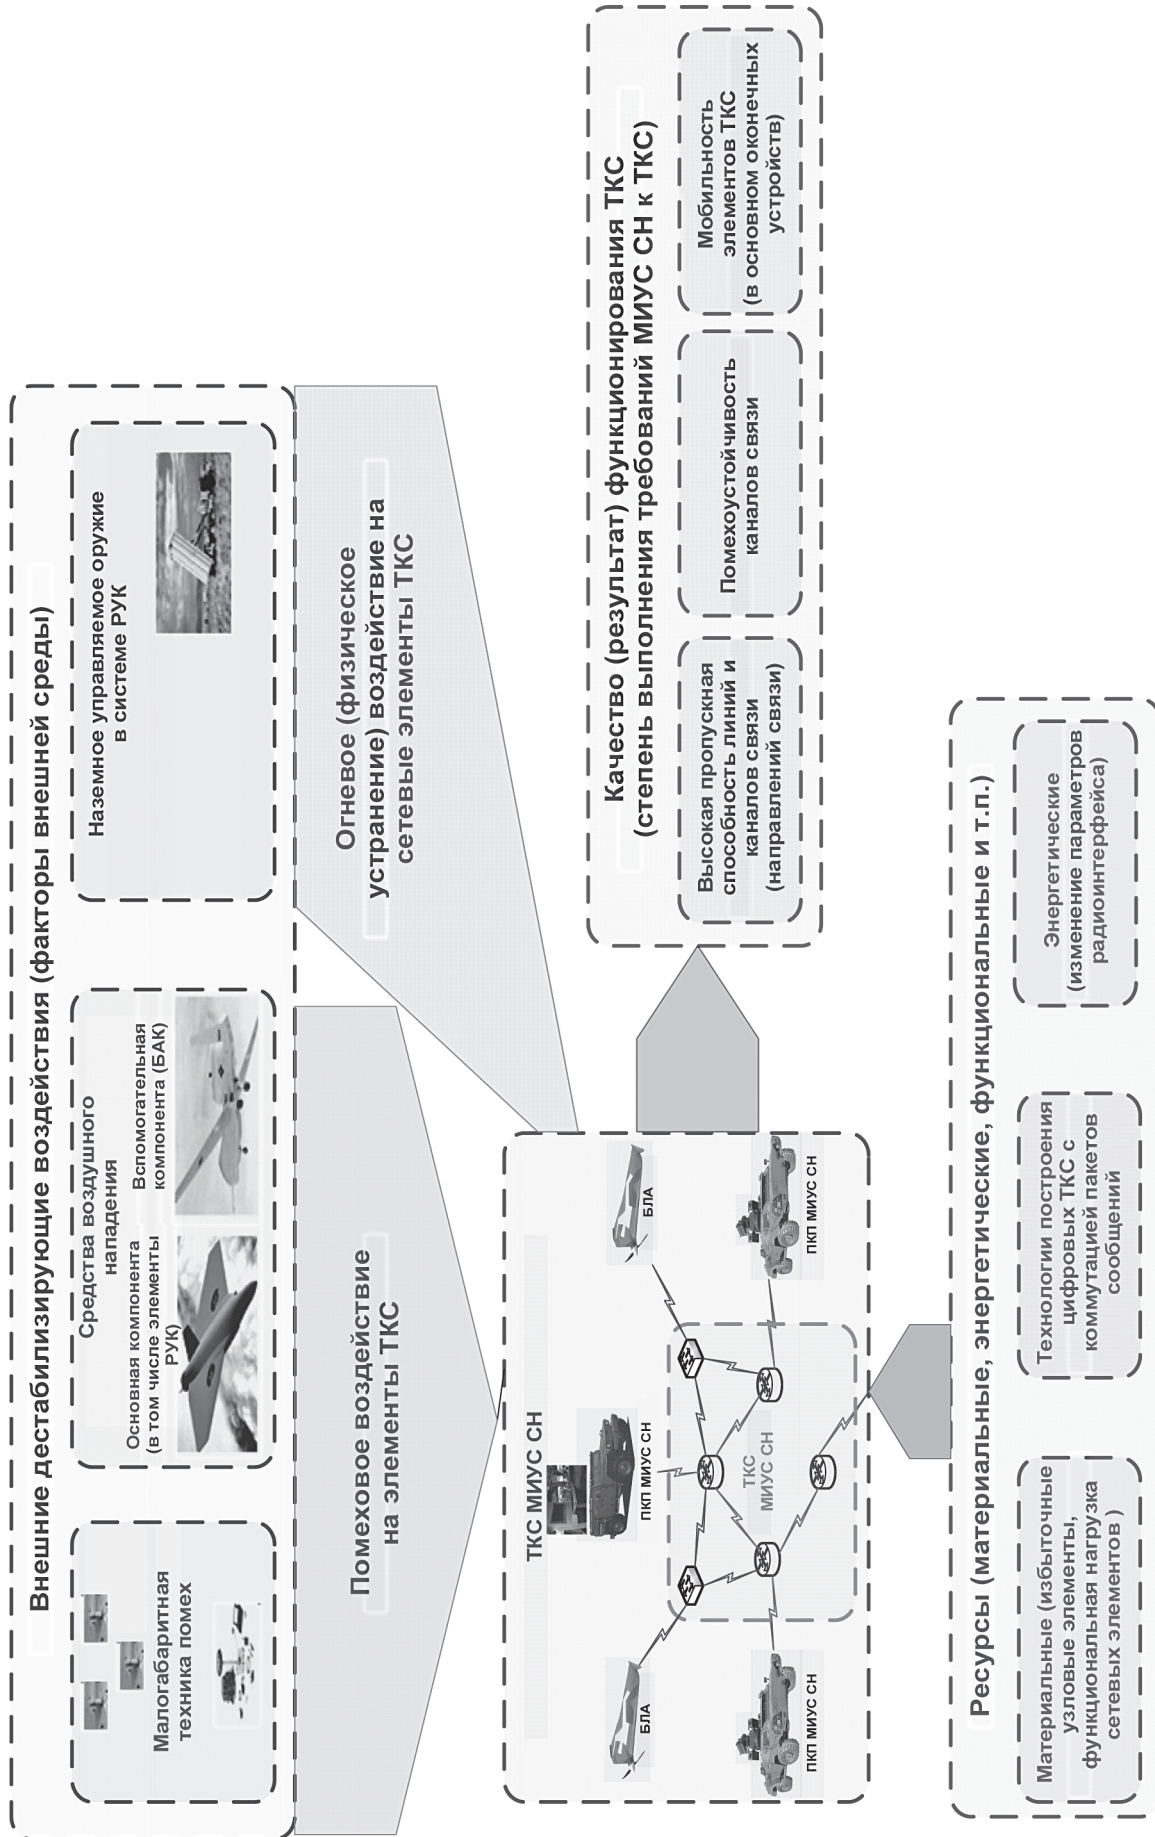 Внешние дестабилизирующие воздействия (факторы внешней среды)
Малогабаритная
техника помех
Средства воздушного
нападения
Основная компонента
(в том числе элементы
РУК)
Вспомогательная
компонента (БАК)
Наземное управляемое оружие
в системе РУК
Помеховое воздействие
на элементы ТКС
Огневое (физическое
устранение) воздействие на
сетевые элементы ТКС
ТКС МИУС СН
БЛА
ПКП МИУС СН
БЛА
ПКП МИУС СН
ТКС
МИУС СН
ПКП МИУС СН
Качество (результат) функционирования ТКС
(степень выполнения требований МИУС СН к ТКС)
Высокая пропускная
способность линий и
каналов связи
(направлений связи)
Помехоустойчивость
каналов связи
Мобильность
элементов ТКС
(в основном оконечных
устройств)
Ресурсы (материальные, энергетические, функциональные и т.п.)
Материальные (избыточные
узловые элементы,
функциональная нагрузка
сетевых элементов )
Технологии построения
цифровых ТКС с
коммутацией пакетов
сообщений
Энергетические
(изменение параметров
радиоинтерфейса)